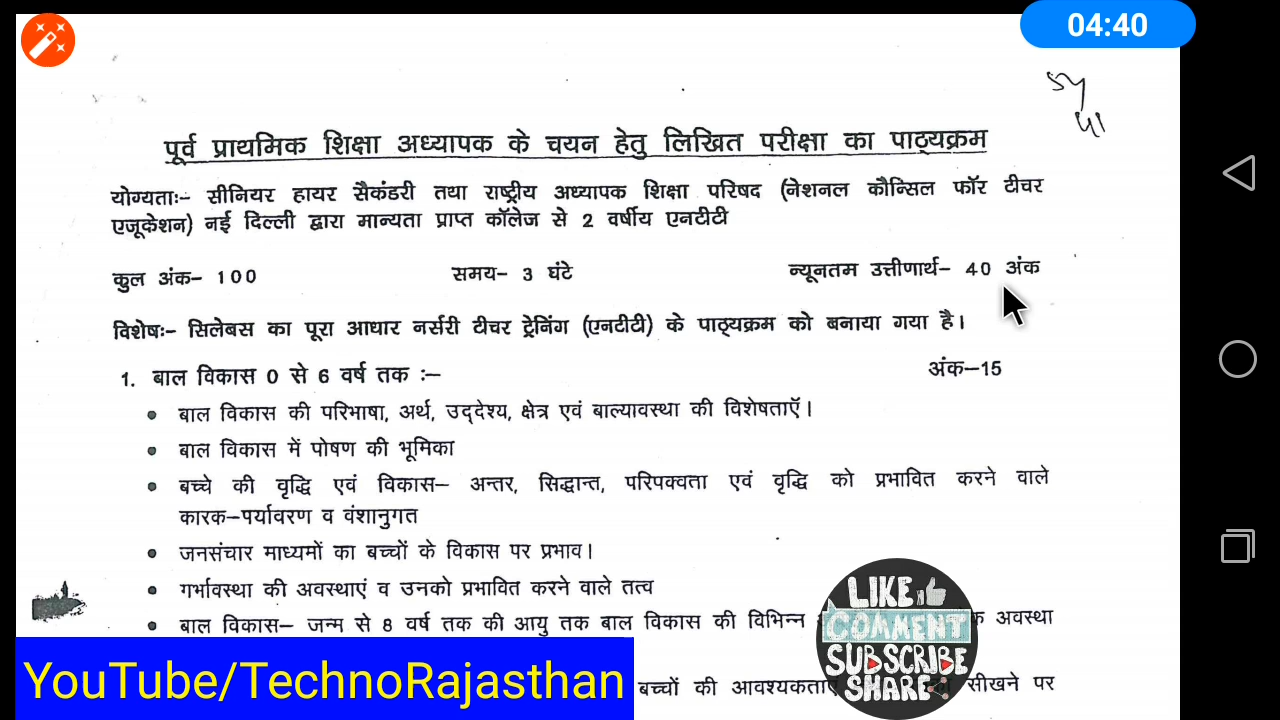 04:40
पूर्व प्राथमिक शिक्षा अध्यापक के चयन हेतु लिखित परीक्षा का पाठ्यक्रम
योग्यताः– सीनियर हायर सैकंडरी तथा राष्ट्रीय अध्यापक शिक्षा परिषद (नेशनल कौन्सिल फॉर टीचर
एजूकेशन) नई दिल्ली द्वारा मान्यता प्राप्त कॉलेज से 2 वर्षीय एनटीटी
कुल अंक– 100 समय– 3 घंटे न्यूनतम उत्तीणार्थ– 40 अंक
विशेषः– सिलेबस का पूरा आधार नर्सरी टीचर ट्रेनिंग (एनटीटी) के पाठ्यक्रम को बनाया गया है।
1. बाल विकास 0 से 6 वर्ष तक :– अंक–15
• बाल विकास की परिभाषा, अर्थ, उद्देश्य, क्षेत्र एवं बाल्यावस्था की विशेषताएँ।
• बाल विकास में पोषण की भूमिका
• बच्चे की वृद्धि एवं विकास– अन्तर, सिद्धान्त, परिपक्वता एवं वृद्धि को प्रभावित करने वाले
कारक–पर्यावरण व वंशानुगत
• जनसंचार माध्यमों का बच्चों के विकास पर प्रभाव।
• गर्भावस्था की अवस्थाएं व उनको प्रभावित करने वाले तत्व
• बाल विकास– जन्म से 8 वर्ष तक की आयु तक बाल विकास की विभिन्न अवस्था
बच्चों की सीखने पर
LIKE
COMMENT
SUBSCRIBE
SHARE
YouTube/TechnoRajasthan